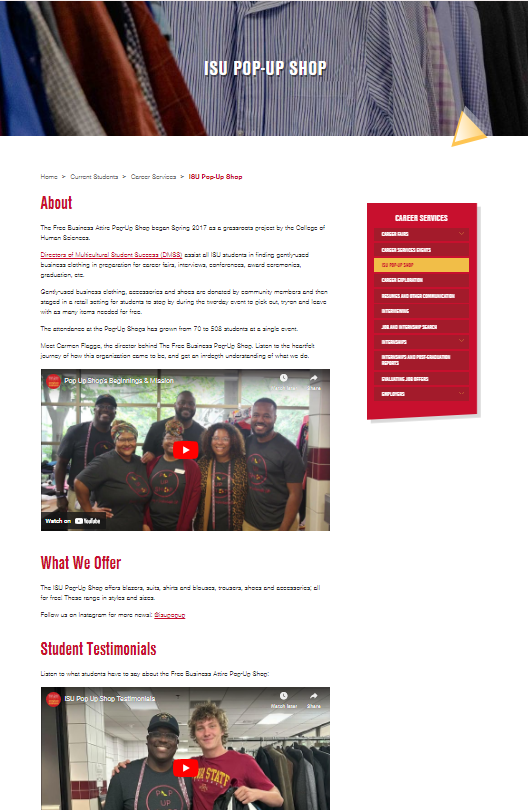 ISU POP-UP SHOP
Home > Current Students > Career Services > ISU Pop-Up Shop
About
The Free Business Attire Pop-Up Shop began Spring 2017 as a grassroots project by the College of
Human Sciences.
Directors of Multicultural Student Success (DMSS) assist all ISU students in finding gently-used
business clothing in preparation for career fairs, interviews, conferences, award ceremonies,
graduation, etc.
Gently-used business clothing, accessories and shoes are donated by community members and then
staged in a retail setting for students to stop by during the two-day event to pick out, try-on and leave
with as many items needed for free.
The attendance at the Pop-Up Shops has grown from 70 to 508 students at a single event.
Meet Carmen Flagge, the director behind The Free Business Pop-Up Shop. Listen to the heartfelt
journey of how this organization came to be, and get an in-depth understanding of what we do.
Pop Up Shop's Beginnings & Mission
Watch later
Share
Watch on YouTube
What We Offer
The ISU Pop-Up Shop offers blazers, suits, shirts and blouses, trousers, shoes and accessories; all
for free! These range in styles and sizes.
Follow us on Instagram for more news! @isupopup
Student Testimonials
Listen to what students have to say about the Free Business Attire Pop-Up Shop:
ISU Pop Up Shop Testimonials
Watch later
Share
POP
UP
CAREER SERVICES
CAREER FAIRS
CAREER SERVICES EVENTS
ISU POP-UP SHOP
CAREER EXPLORATION
RESUMES AND OTHER COMMUNICATION
INTERVIEWING
JOB AND INTERNSHIP SEARCH
INTERNSHIPS
INTERNSHIPS AND POST-GRADUATION
REPORTS
EVALUATING JOB OFFERS
EMPLOYERS